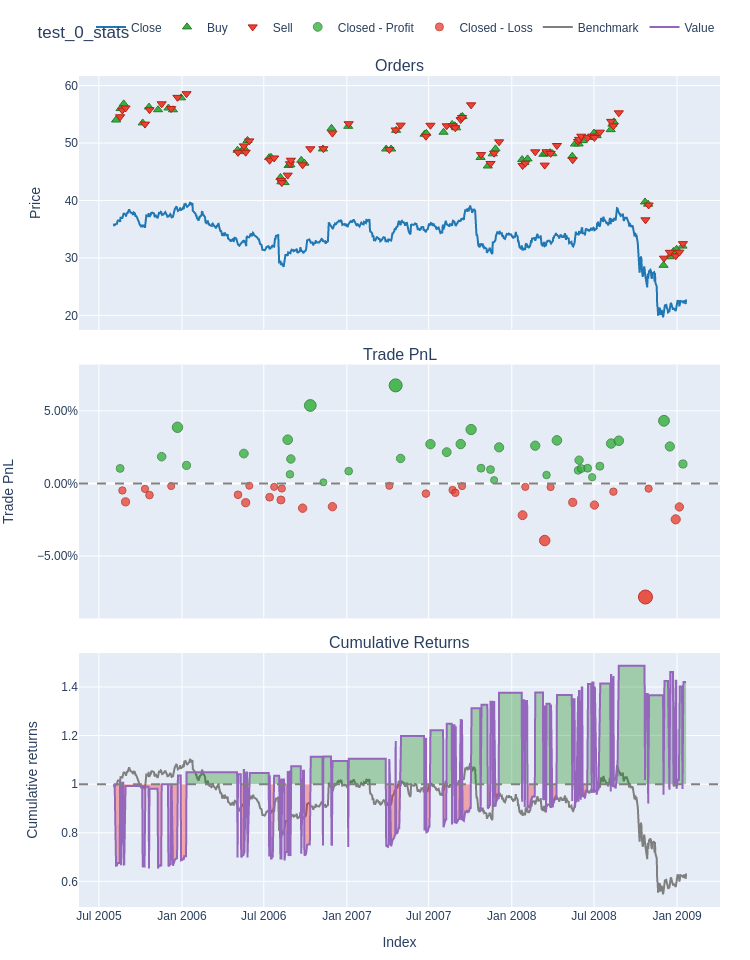 test_0_stats
Close Buy Sell Closed - Profit Closed - Loss Benchmark Value
Orders
60
50
40
30
20
Price
Trade PnL
5.00%
0.00%
−5.00%
Trade PnL
Cumulative Returns
1.4
1.2
1
0.8
0.6
Cumulative returns
Jul 2005 Jan 2006 Jul 2006 Jan 2007 Jul 2007 Jan 2008 Jul 2008 Jan 2009
Index